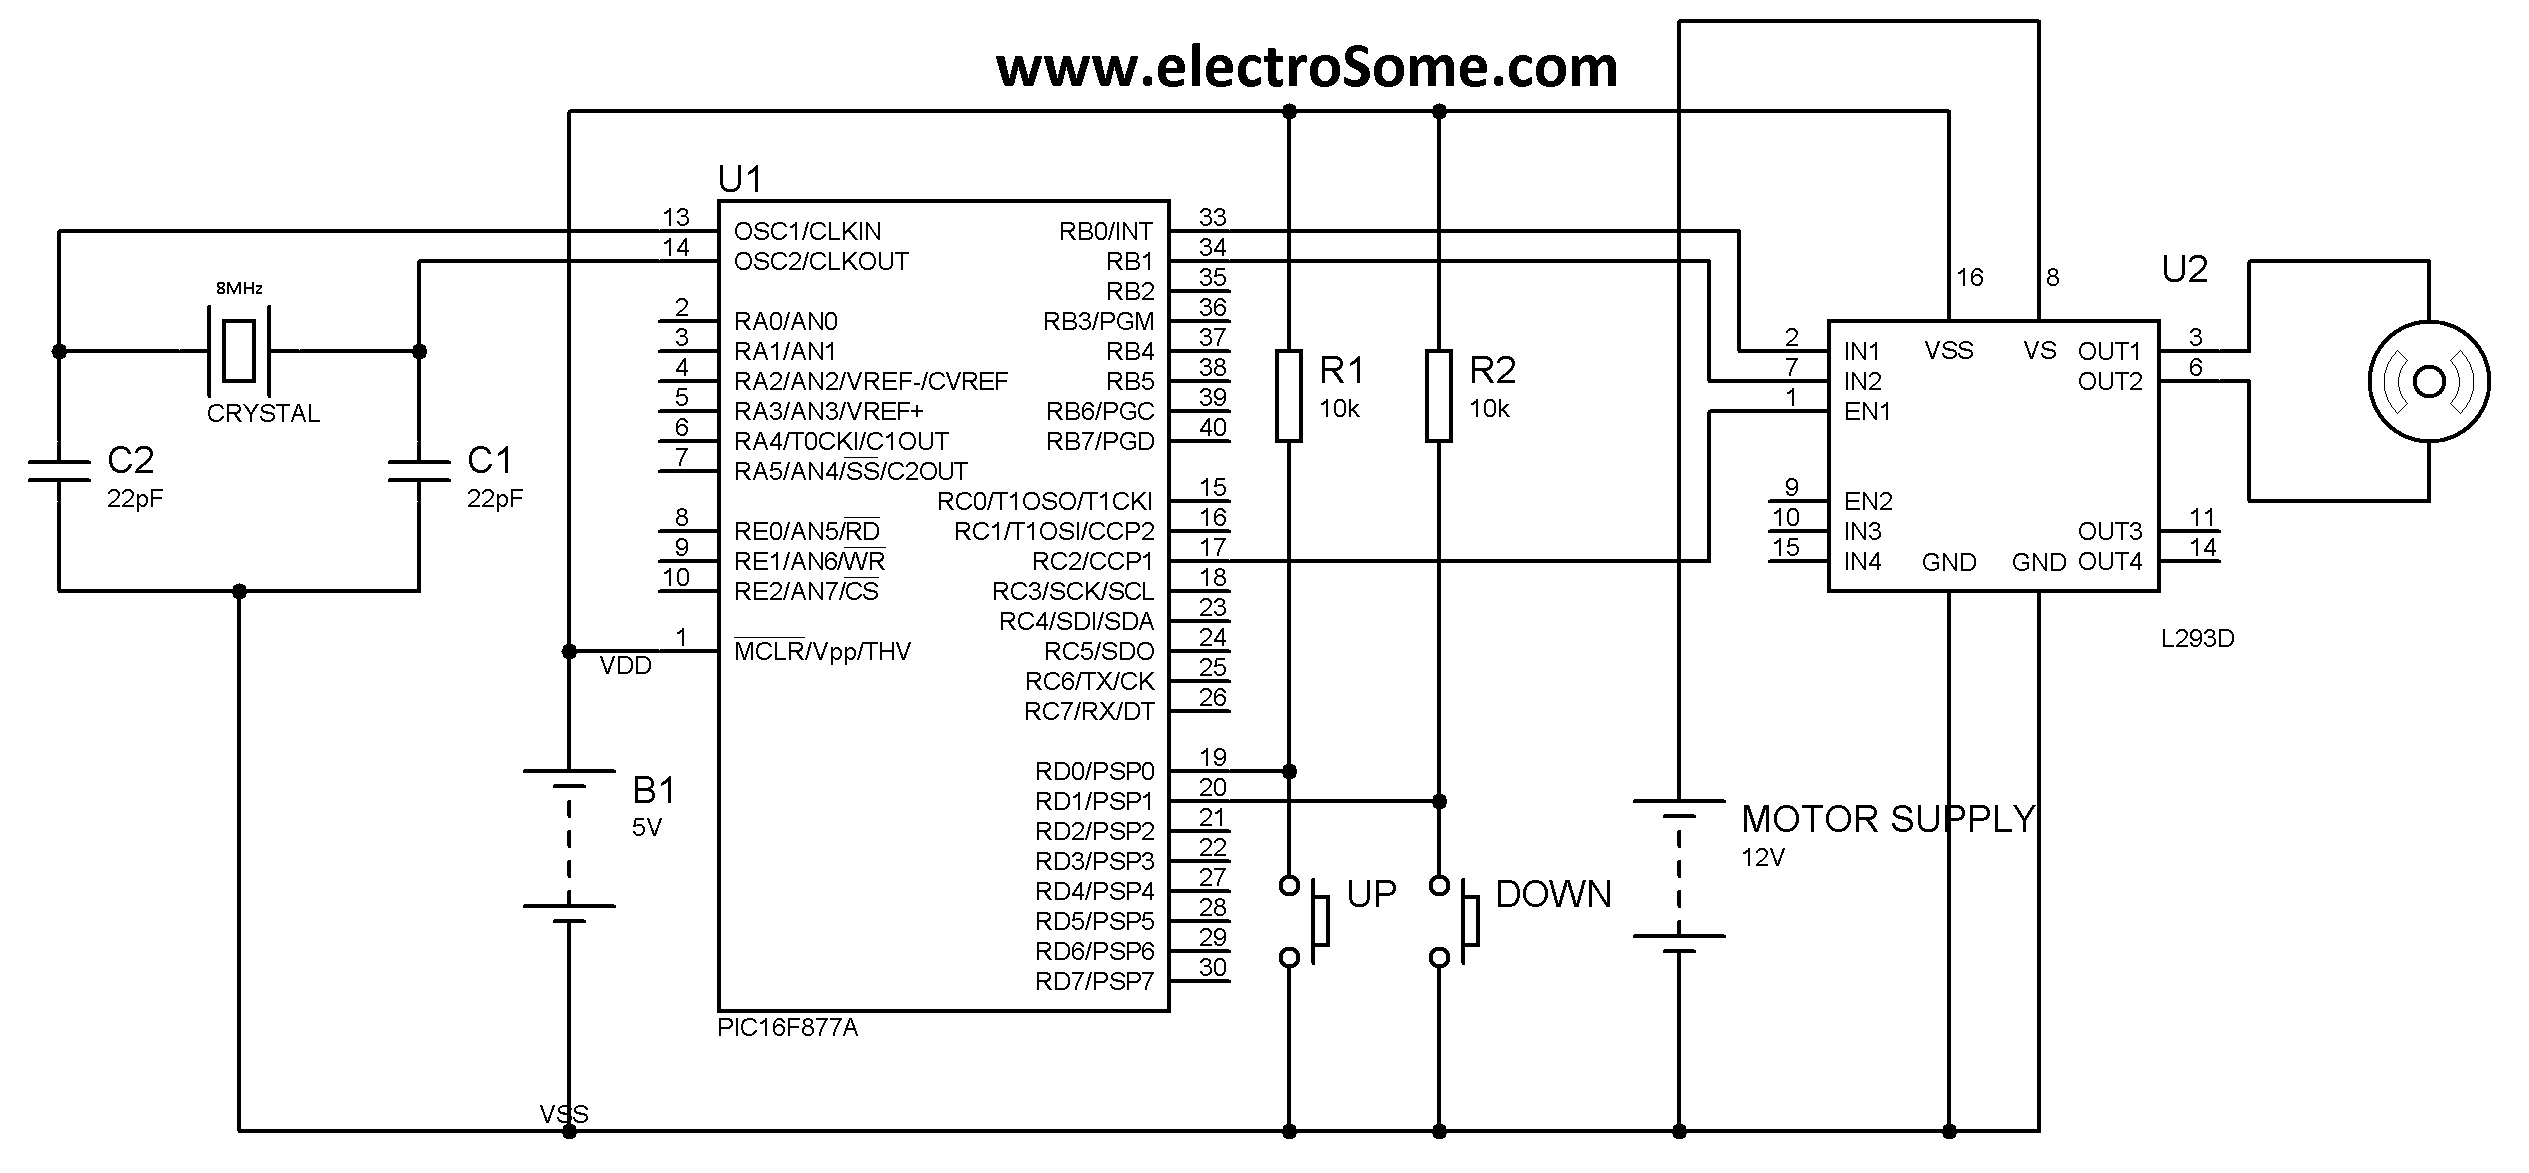 www.electroSome.com
U1
13
14
OSC1/CLKIN
OSC2/CLKOUT
2
RA0/AN0
3
RA1/AN1
4
RA2/AN2/VREF-/CVREF
5
RA3/AN3/VREF+
6
RA4/T0CKI/C1OUT
7
RA5/AN4/SS/C2OUT
8
RE0/AN5/RD
9
RE1/AN6/WR
10
RE2/AN7/CS
1
MCLR/Vpp/THV
VDD
RB0/INT
33
RB1
34
RB2
35
RB3/PGM
36
RB4
37
RB5
38
RB6/PGC
39
RB7/PGD
40
RC0/T1OSO/T1CKI
15
RC1/T1OSI/CCP2
16
RC2/CCP1
17
RC3/SCK/SCL
18
RC4/SDI/SDA
23
RC5/SDO
24
RC6/TX/CK
25
RC7/RX/DT
26
RD0/PSP0
19
RD1/PSP1
20
RD2/PSP2
21
RD3/PSP3
22
RD4/PSP4
27
RD5/PSP5
28
RD6/PSP6
29
RD7/PSP7
30
PIC16F877A
8MHz
CRYSTAL
C2
22pF
C1
22pF
B1
5V
VSS
R1
10k
R2
10k
UP
DOWN
MOTOR SUPPLY
12V
U2
16
8
2
IN1
7
IN2
1
EN1
9
EN2
10
IN3
15
IN4
VSS
VS
OUT1
3
OUT2
6
OUT3
11
OUT4
14
GND
GND
L293D